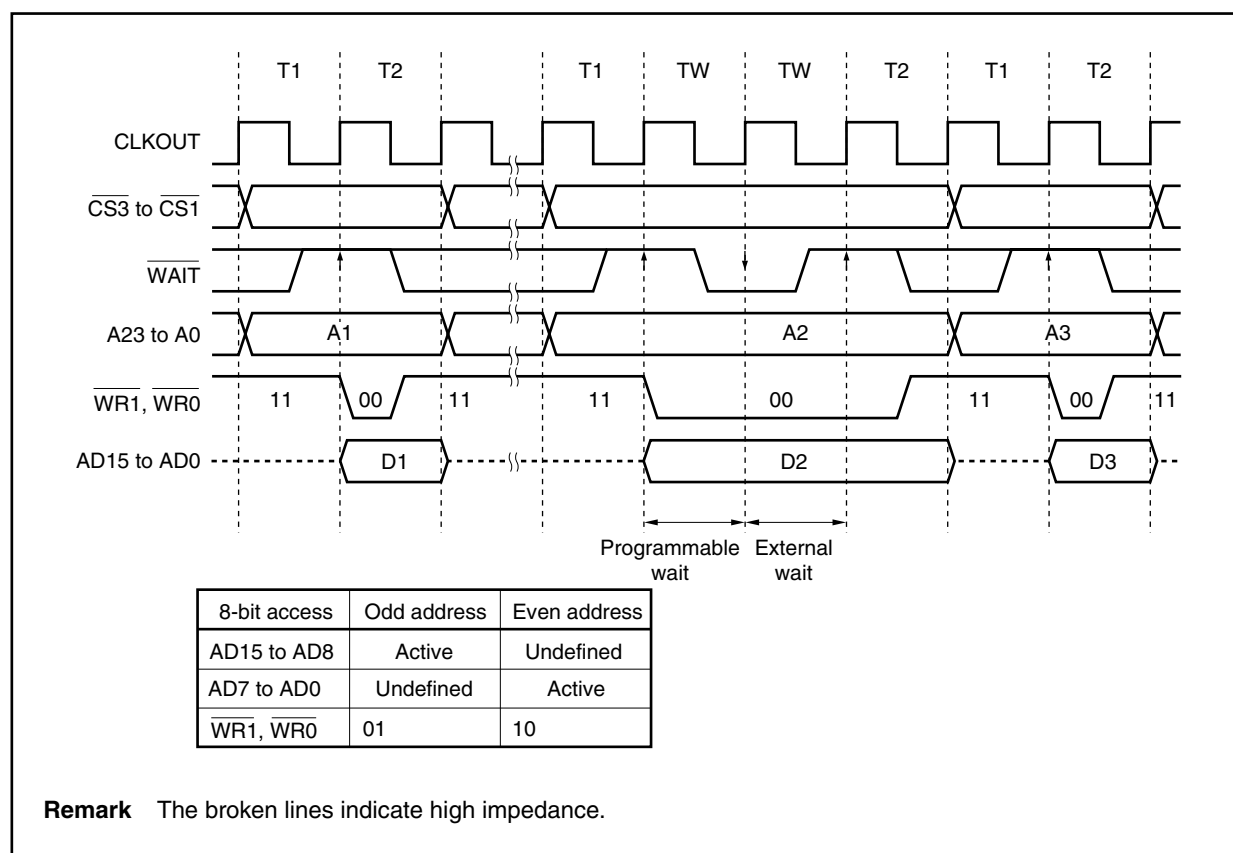 T1 T2 T1 TW TW T2 T1 T2
CLKOUT
CS3 to CS1
WAIT
A23 to A0 A1 A2 A3
WR1, WR0 11 00 11 11 00 11 00 11
AD15 to AD0 D1 D2 D3
Programmable wait
External wait
8-bit access Odd address Even address
AD15 to AD8 Active Undefined
AD7 to AD0 Undefined Active
WR1, WR0 01 10
Remark The broken lines indicate high impedance.